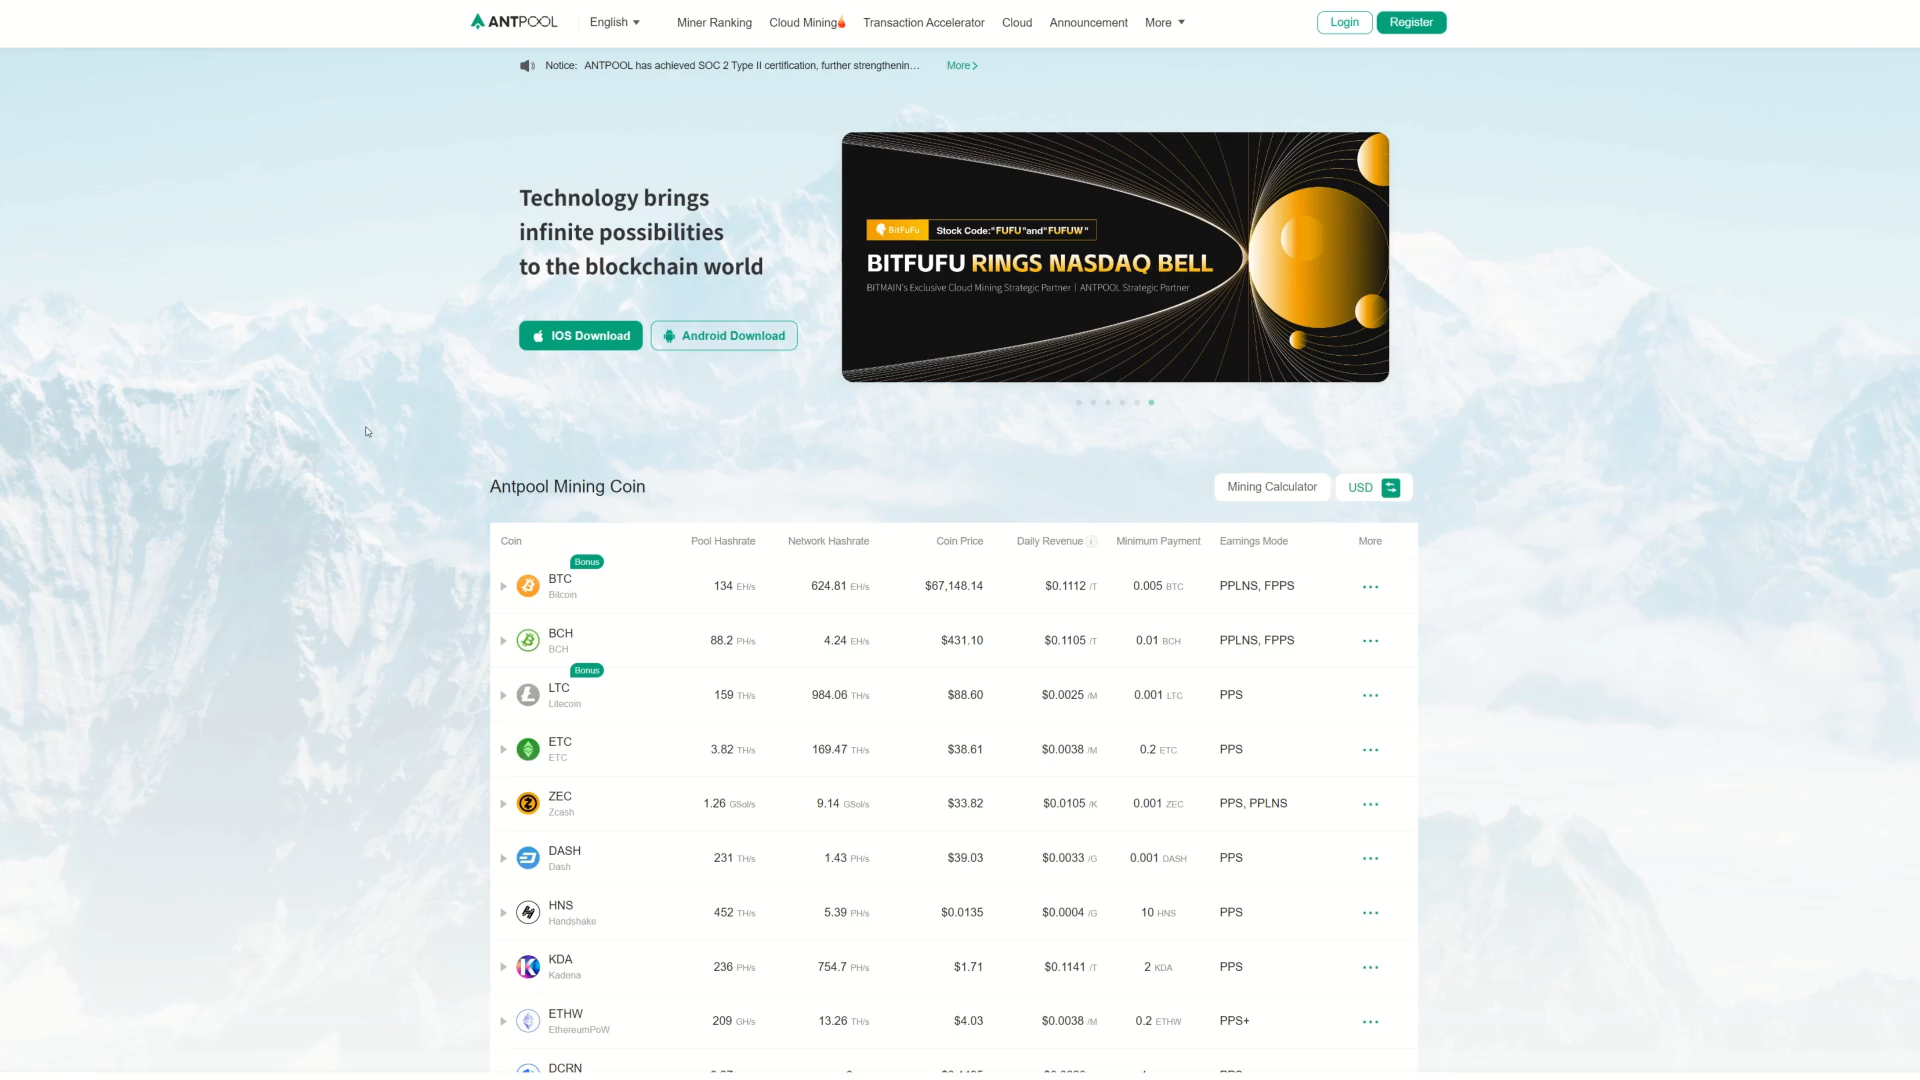 ANTPOOL English Miner Ranking Cloud Mining Transaction Accelerator Cloud Announcement More Login Register
Notice: ANTPOOL has achieved SOC 2 Type II certification, further strengthenin... More
Technology brings
infinite possibilities
to the blockchain world
IOS Download Android Download
BitFuFu Stock Code:"FUFU"and"FUFUW"
BITFUFU RINGS NASDAQ BELL
BITMAIN's Exclusive Cloud Mining Strategic Partner | ANTPOOL Strategic Partner
Antpool Mining Coin Mining Calculator USD
Coin Pool Hashrate Network Hashrate Coin Price Daily Revenue Minimum Payment Earnings Mode More
Bonus
BTC 134 EH/s 624.81 EH/s $67,148.14 $0.1112 /T 0.005 BTC PPLNS, FPPS
Bitcoin
BCH 88.2 PH/s 4.24 EH/s $431.10 $0.1105 /T 0.01 BCH PPLNS, FPPS
BCH
Bonus
LTC 159 TH/s 984.06 TH/s $88.60 $0.0025 /M 0.001 LTC PPS
Litecoin
ETC 3.82 TH/s 169.47 TH/s $38.61 $0.0038 /M 0.2 ETC PPS
ETC
ZEC 1.26 GSol/s 9.14 GSol/s $33.82 $0.0105 /K 0.001 ZEC PPS, PPLNS
Zcash
DASH 231 TH/s 1.43 PH/s $39.03 $0.0033 /G 0.001 DASH PPS
Dash
HNS 452 TH/s 5.39 PH/s $0.0135 $0.0004 /G 10 HNS PPS
Handshake
KDA 236 PH/s 754.7 PH/s $1.71 $0.1141 /T 2 KDA PPS
Kadena
ETHW 209 GH/s 13.26 TH/s $4.03 $0.0038 /M 0.2 ETHW PPS+
EthereumPoW
DCRN